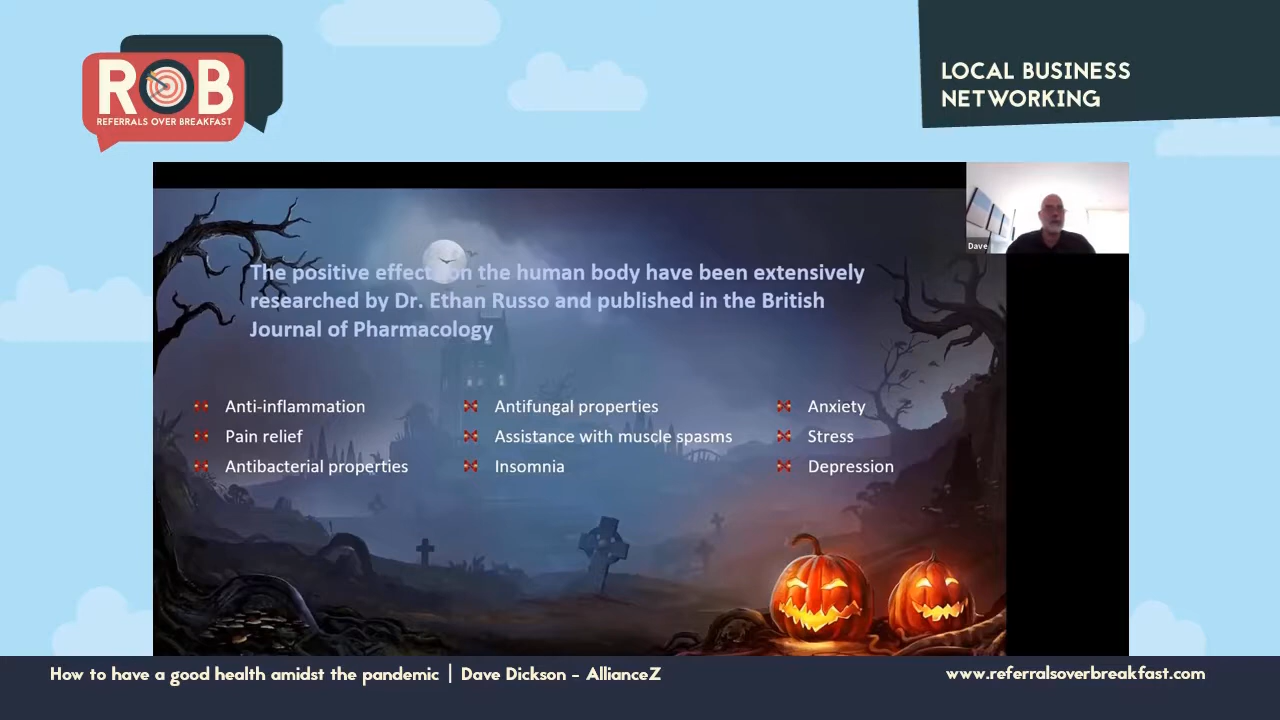 ROB
REFERRALS OVER BREAKFAST
LOCAL BUSINESS
NETWORKING
Dave
The positive effects on the human body have been extensively
researched by Dr. Ethan Russo and published in the British
Journal of Pharmacology
Anti-inflammation
Pain relief
Antibacterial properties
Antifungal properties
Assistance with muscle spasms
Insomnia
Anxiety
Stress
Depression
How to have a good health amidst the pandemic | Dave Dickson - AllianceZ
www.referralsoverbreakfast.com